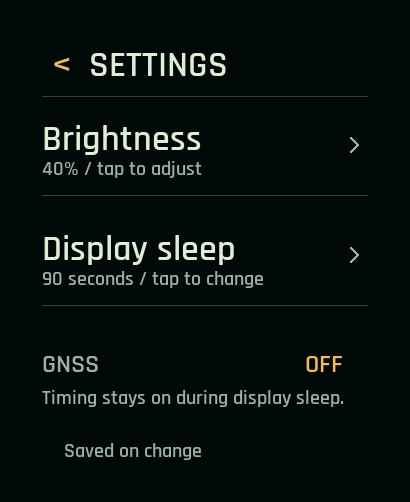 < SETTINGS
Brightness
40% / tap to adjust
Display sleep
90 seconds / tap to change
GNSS OFF
Timing stays on during display sleep.
Saved on change